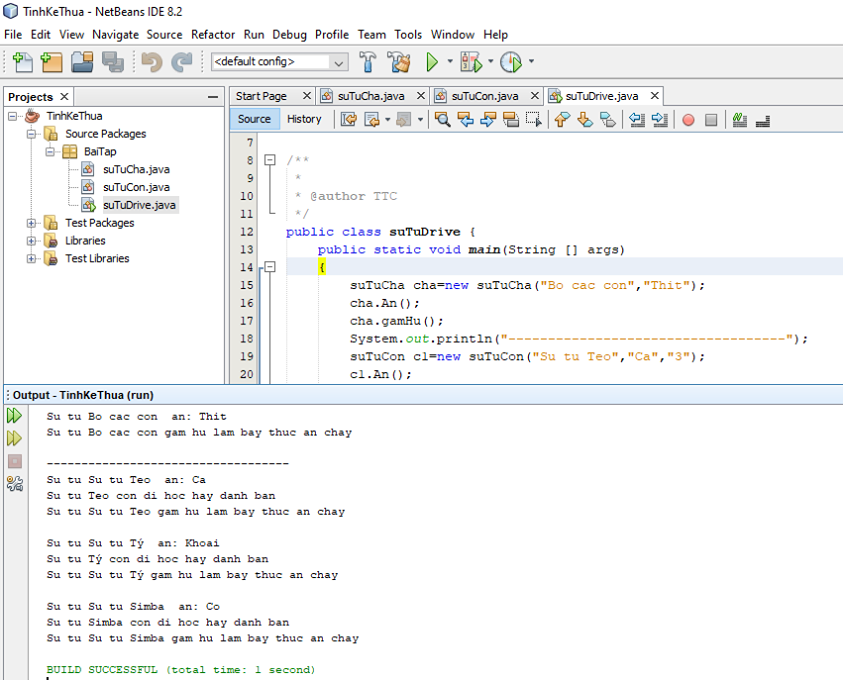 TinhKeThua - NetBeans IDE 8.2
File Edit View Navigate Source Refactor Run Debug Profile Team Tools Window Help
<default config>
Projects
TinhKeThua
Source Packages
BaiTap
suTuCha.java
suTuCon.java
suTuDrive.java
Test Packages
Libraries
Test Libraries
Start Page suTuCha.java suTuCon.java suTuDrive.java
Source History
7
8 /**
9 *
10 * @author TTC
11 */
12 public class suTuDrive {
13 public static void main(String [] args)
14 {
15 suTuCha cha=new suTuCha("Bo cac con","Thit");
16 cha.An();
17 cha.gamHu();
18 System.out.println("-----------------------------------");
19 suTuCon c1=new suTuCon("Su tu Teo","Ca","3");
20 c1.An();
Output - TinhKeThua (run)
Su tu Bo cac con  an: Thit
Su tu Bo cac con gam hu lam bay thuc an chay
-----------------------------------
Su tu Su tu Teo  an: Ca
Su tu Teo con di hoc hay danh ban
Su tu Su tu Teo gam hu lam bay thuc an chay
Su tu Su tu Tý  an: Khoai
Su tu Tý con di hoc hay danh ban
Su tu Su tu Tý gam hu lam bay thuc an chay
Su tu Su tu Simba  an: Co
Su tu Simba con di hoc hay danh ban
Su tu Su tu Simba gam hu lam bay thuc an chay
BUILD SUCCESSFUL (total time: 1 second)